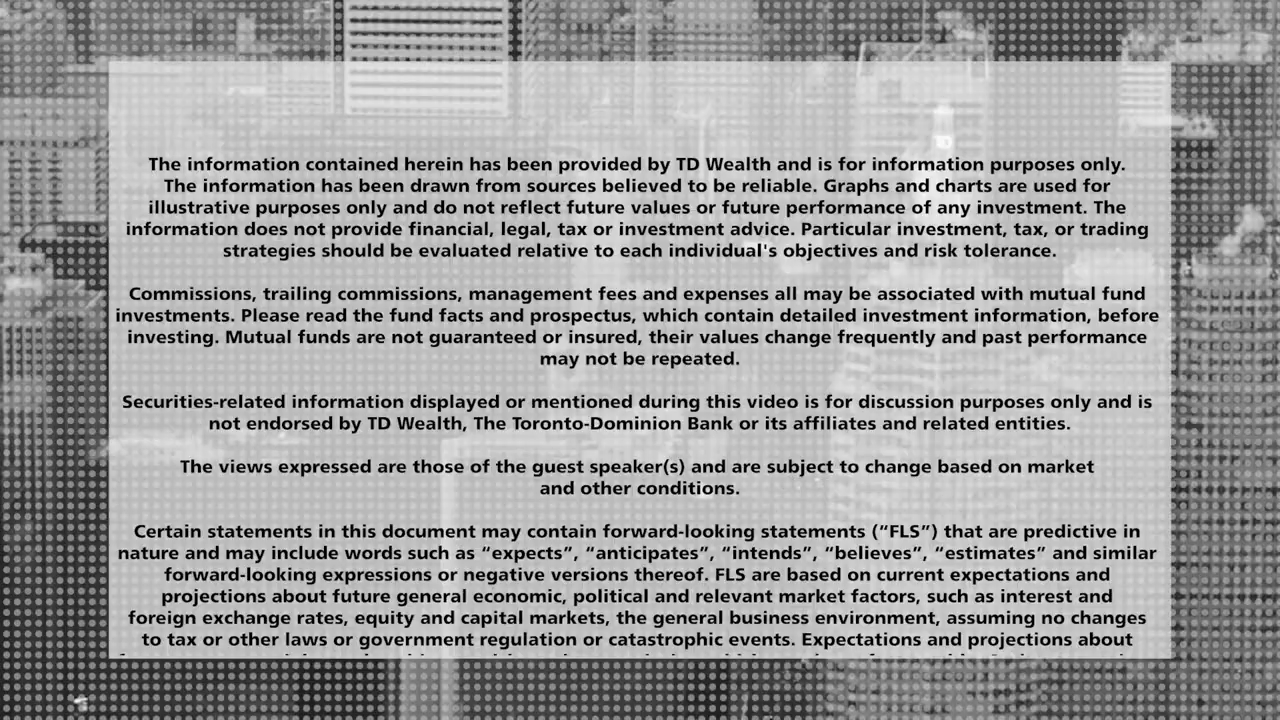 The information contained herein has been provided by TD Wealth and is for information purposes only.
The information has been drawn from sources believed to be reliable. Graphs and charts are used for
illustrative purposes only and do not reflect future values or future performance of any investment. The
information does not provide financial, legal, tax or investment advice. Particular investment, tax, or trading
strategies should be evaluated relative to each individual's objectives and risk tolerance.
Commissions, trailing commissions, management fees and expenses all may be associated with mutual fund
investments. Please read the fund facts and prospectus, which contain detailed investment information, before
investing. Mutual funds are not guaranteed or insured, their values change frequently and past performance
may not be repeated.
Securities-related information displayed or mentioned during this video is for discussion purposes only and is
not endorsed by TD Wealth, The Toronto-Dominion Bank or its affiliates and related entities.
The views expressed are those of the guest speaker(s) and are subject to change based on market
and other conditions.
Certain statements in this document may contain forward-looking statements (“FLS”) that are predictive in
nature and may include words such as “expects”, “anticipates”, “intends”, “believes”, “estimates” and similar
forward-looking expressions or negative versions thereof. FLS are based on current expectations and
projections about future general economic, political and relevant market factors, such as interest and
foreign exchange rates, equity and capital markets, the general business environment, assuming no changes
to tax or other laws or government regulation or catastrophic events. Expectations and projections about